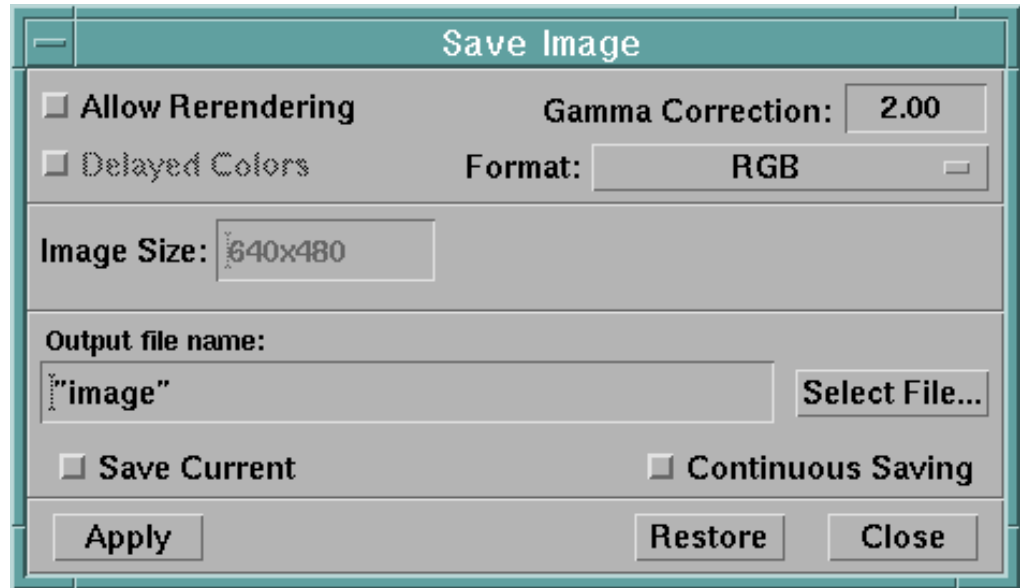 Save Image
Allow Rerendering Gamma Correction: 2.00
Delayed Colors Format: RGB
Image Size: 640x480
Output file name:
"image" Select File...
Save Current Continuous Saving
Apply Restore Close